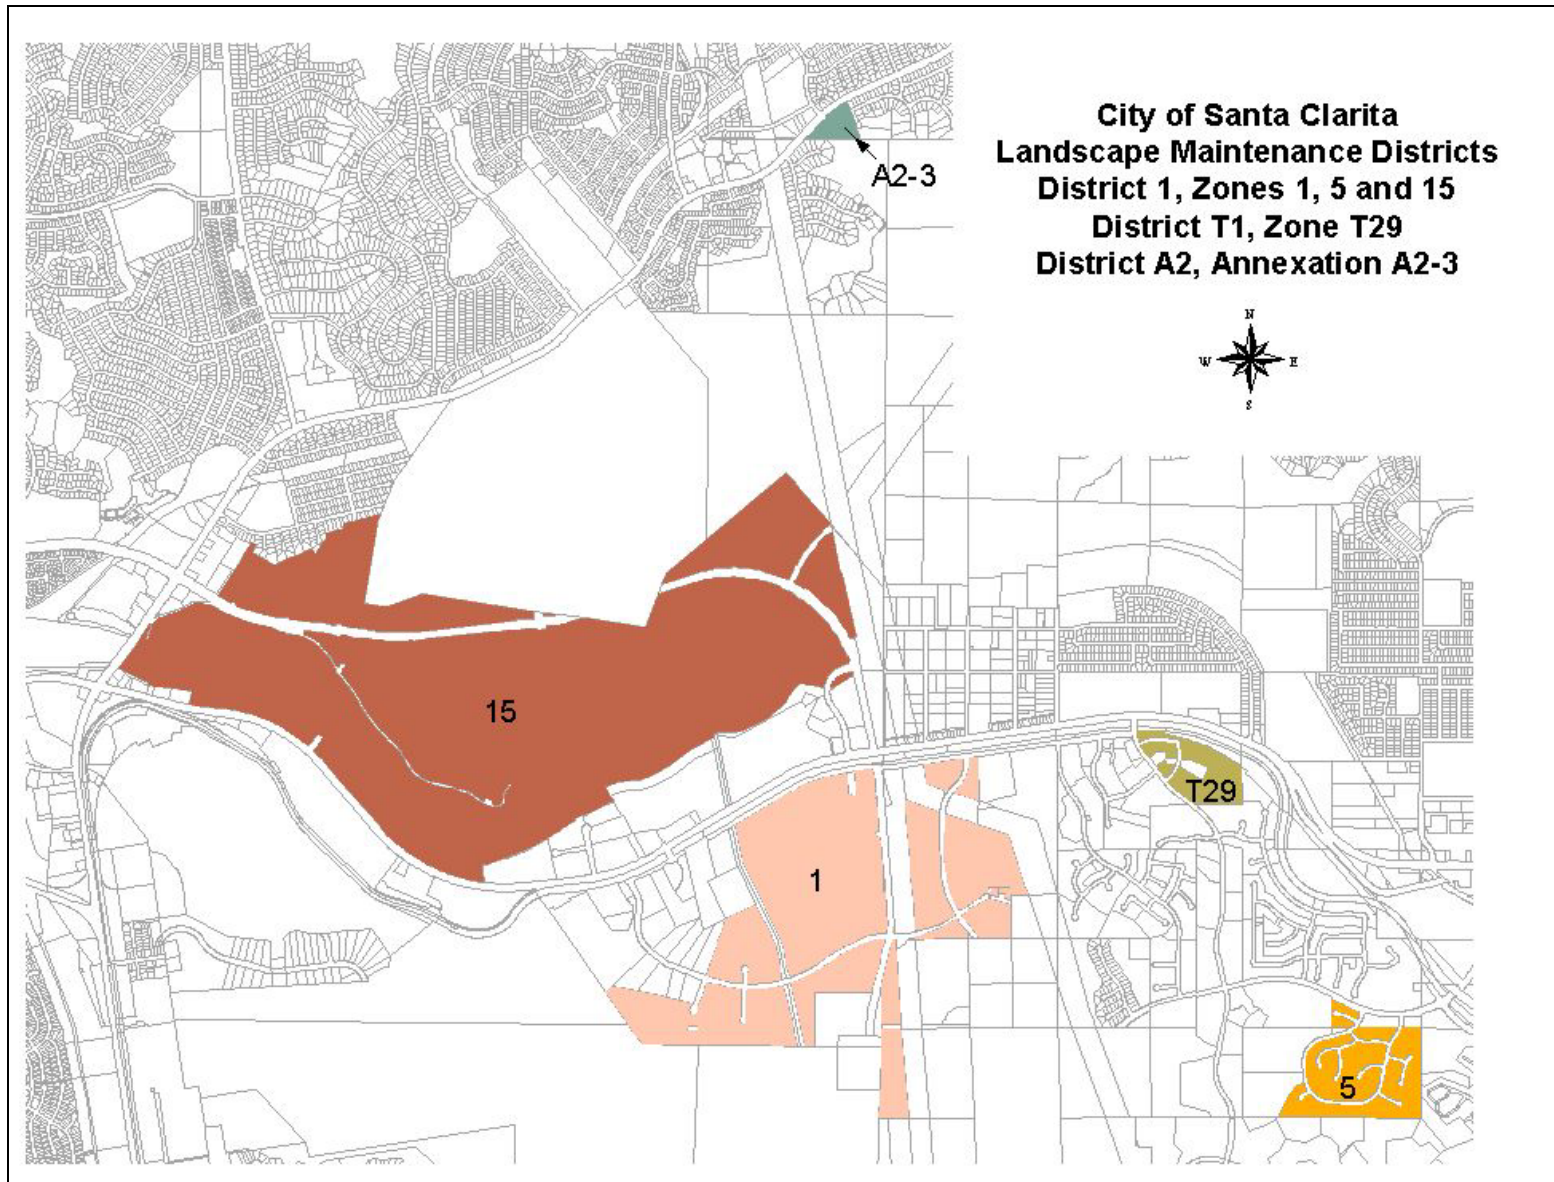 City of Santa Clarita
Landscape Maintenance Districts
District 1, Zones 1, 5 and 15
District T1, Zone T29
District A2, Annexation A2-3
N
W E
S
A2-3
15
T29
1
5